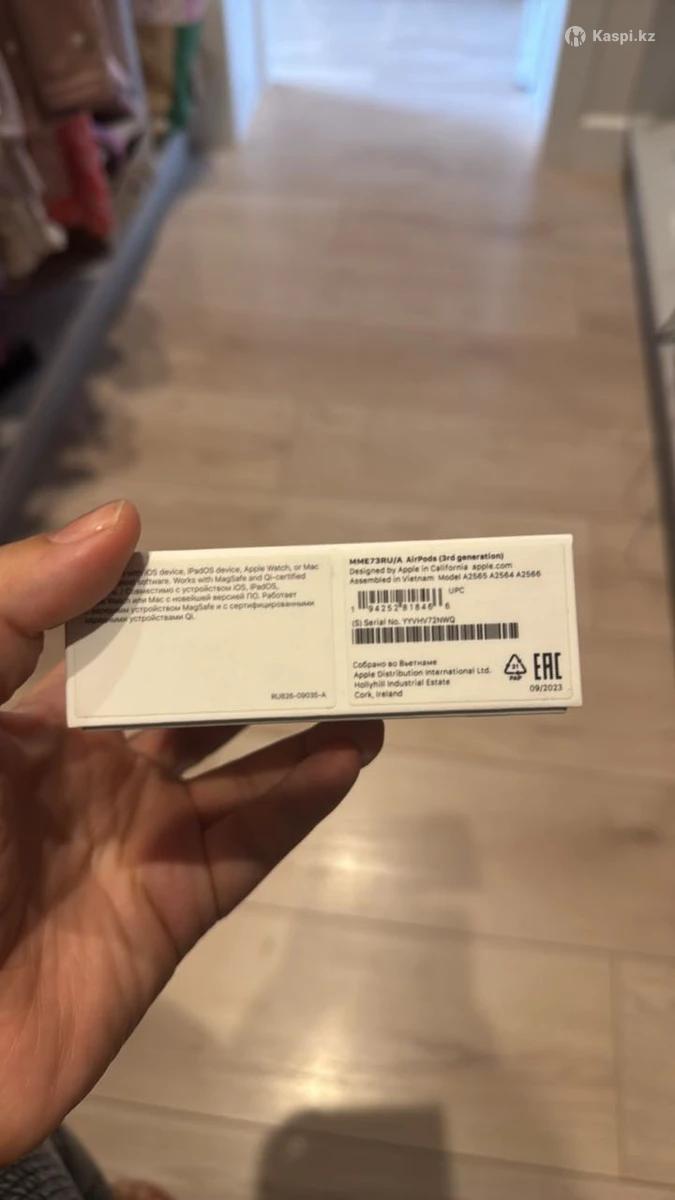 Kaspi.kz
iOS device, iPadOS device, Apple Watch, or Mac
software. Works with MagSafe and Qi-certified
Совместимо с устройством iOS, iPadOS,
Watch или Mac с новейшей версией ПО. Работает
устройством MagSafe и с сертифицированными
устройствами Qi.
RU826-09035-A
MME73RU/A AirPods (3rd generation)
Designed by Apple in California apple.com
Assembled in Vietnam Model A2565 A2564 A2566
UPC
1 94252 81846 6
(S) Serial No. YYVHV72NWQ
Собрано во Вьетнаме
Apple Distribution International Ltd.
Hollyhill Industrial Estate
Cork, Ireland
21
PAP
EAC
09/2023